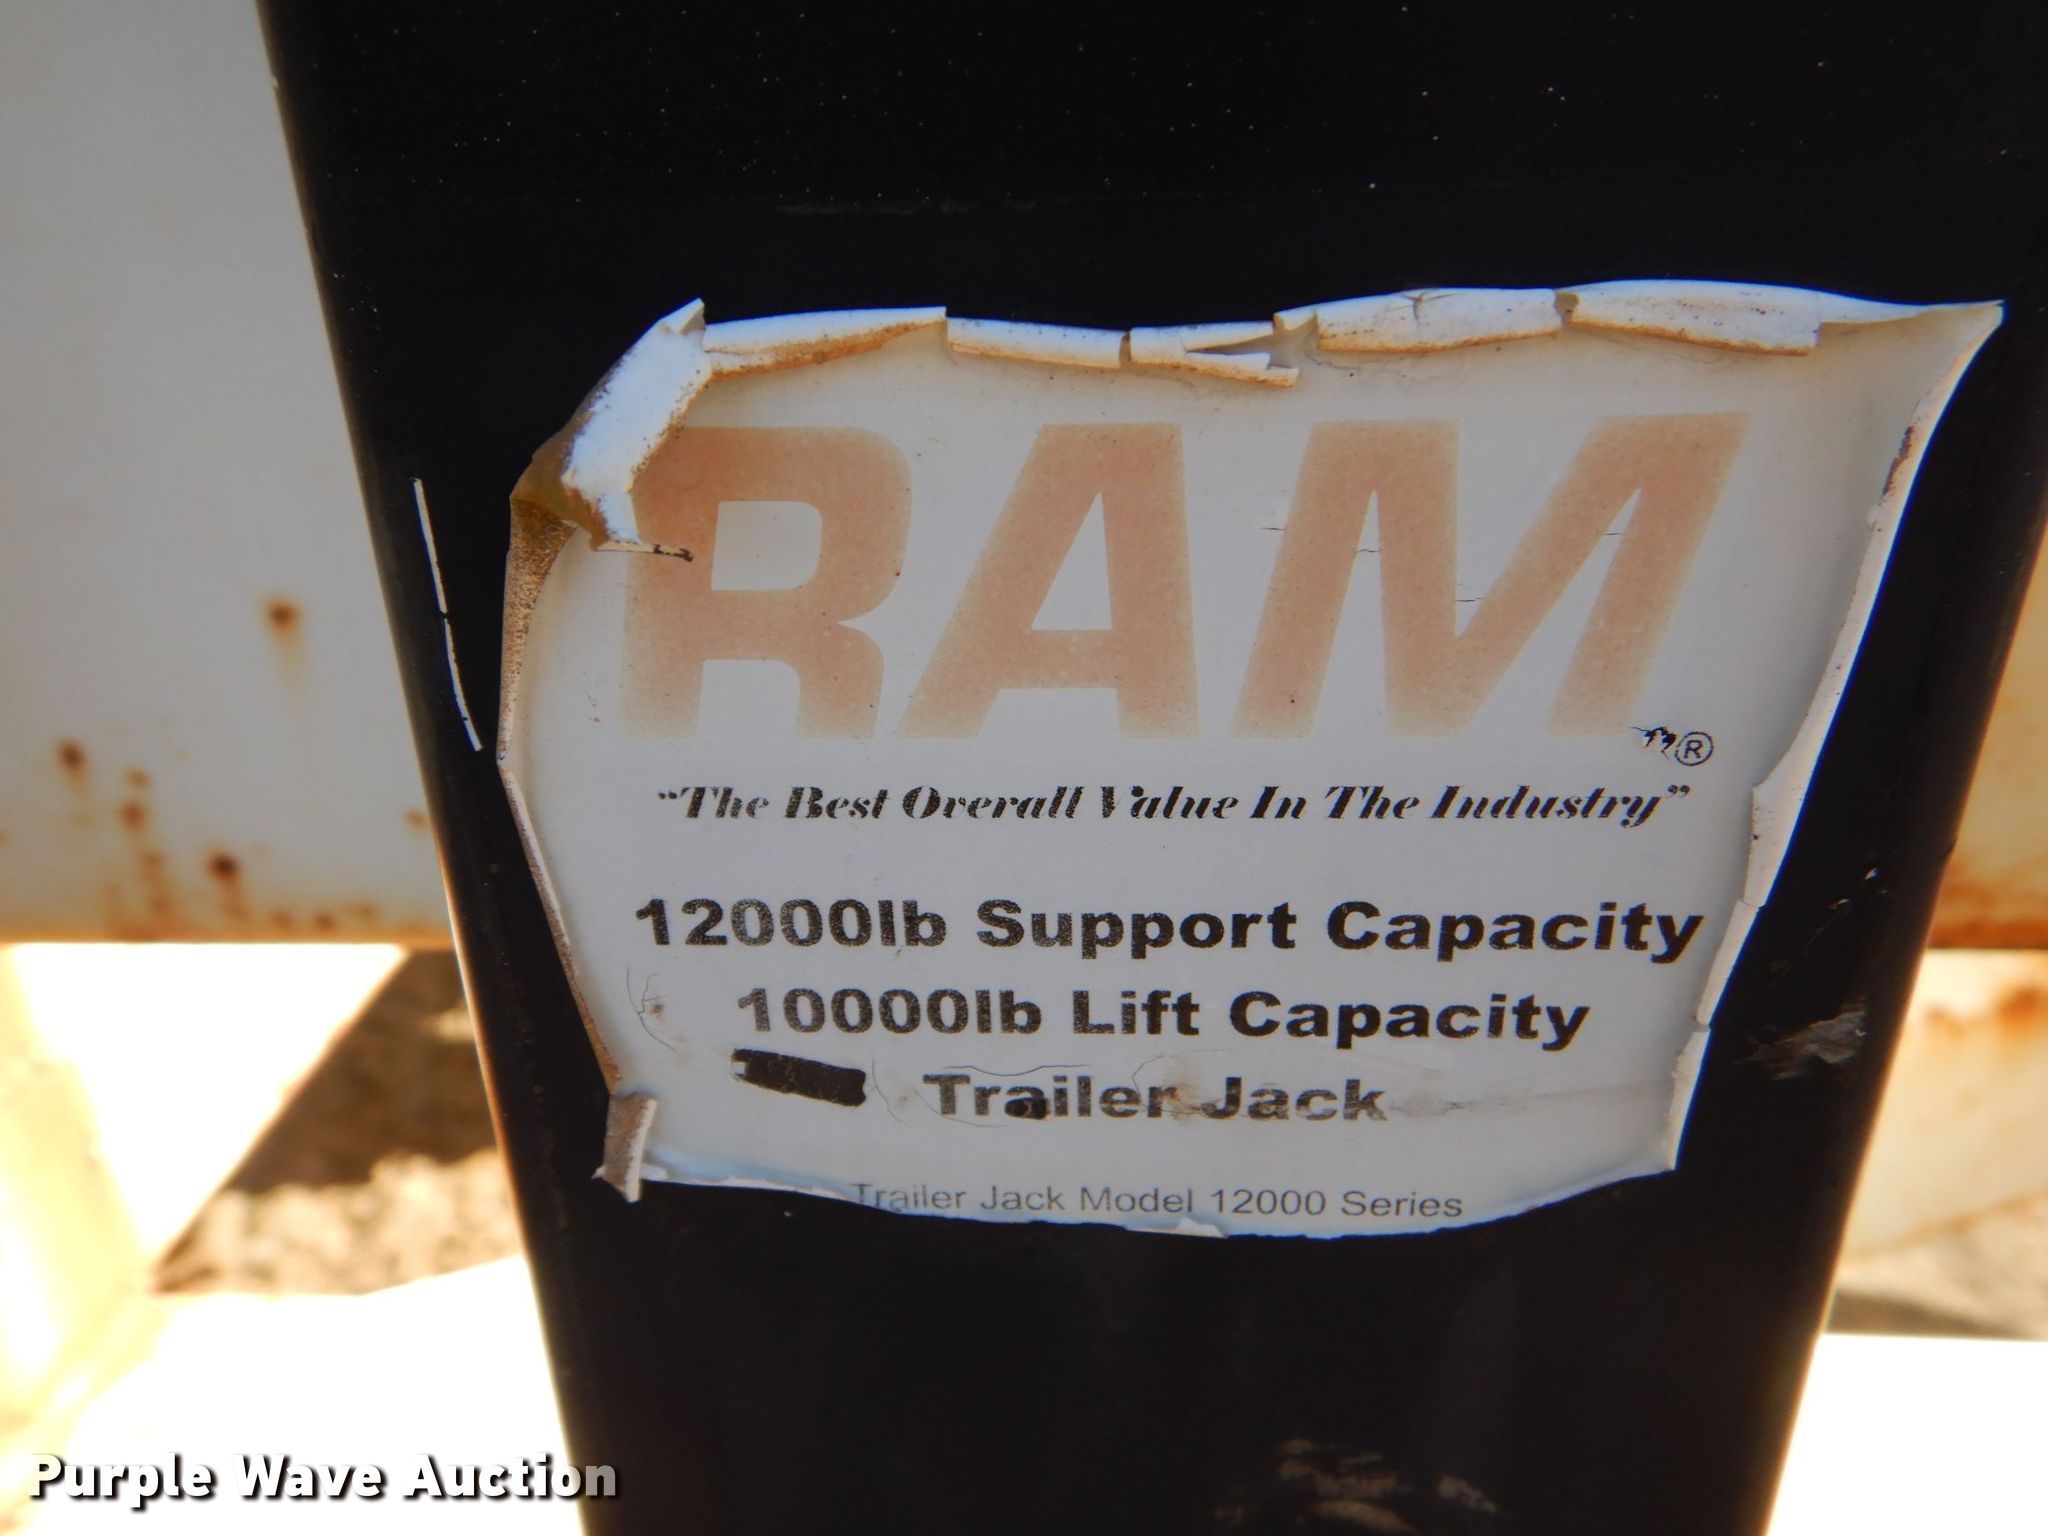 RAM®
"The Best Overall Value In The Industry"
12000lb Support Capacity
10000lb Lift Capacity
Trailer Jack
Trailer Jack Model 12000 Series
Purple Wave Auction